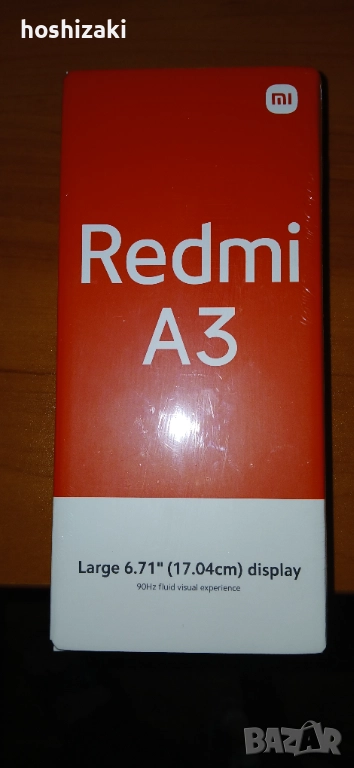 hoshizaki
mi
Redmi
A3
Large 6.71" (17.04cm) display
90Hz fluid visual experience
BAZAR